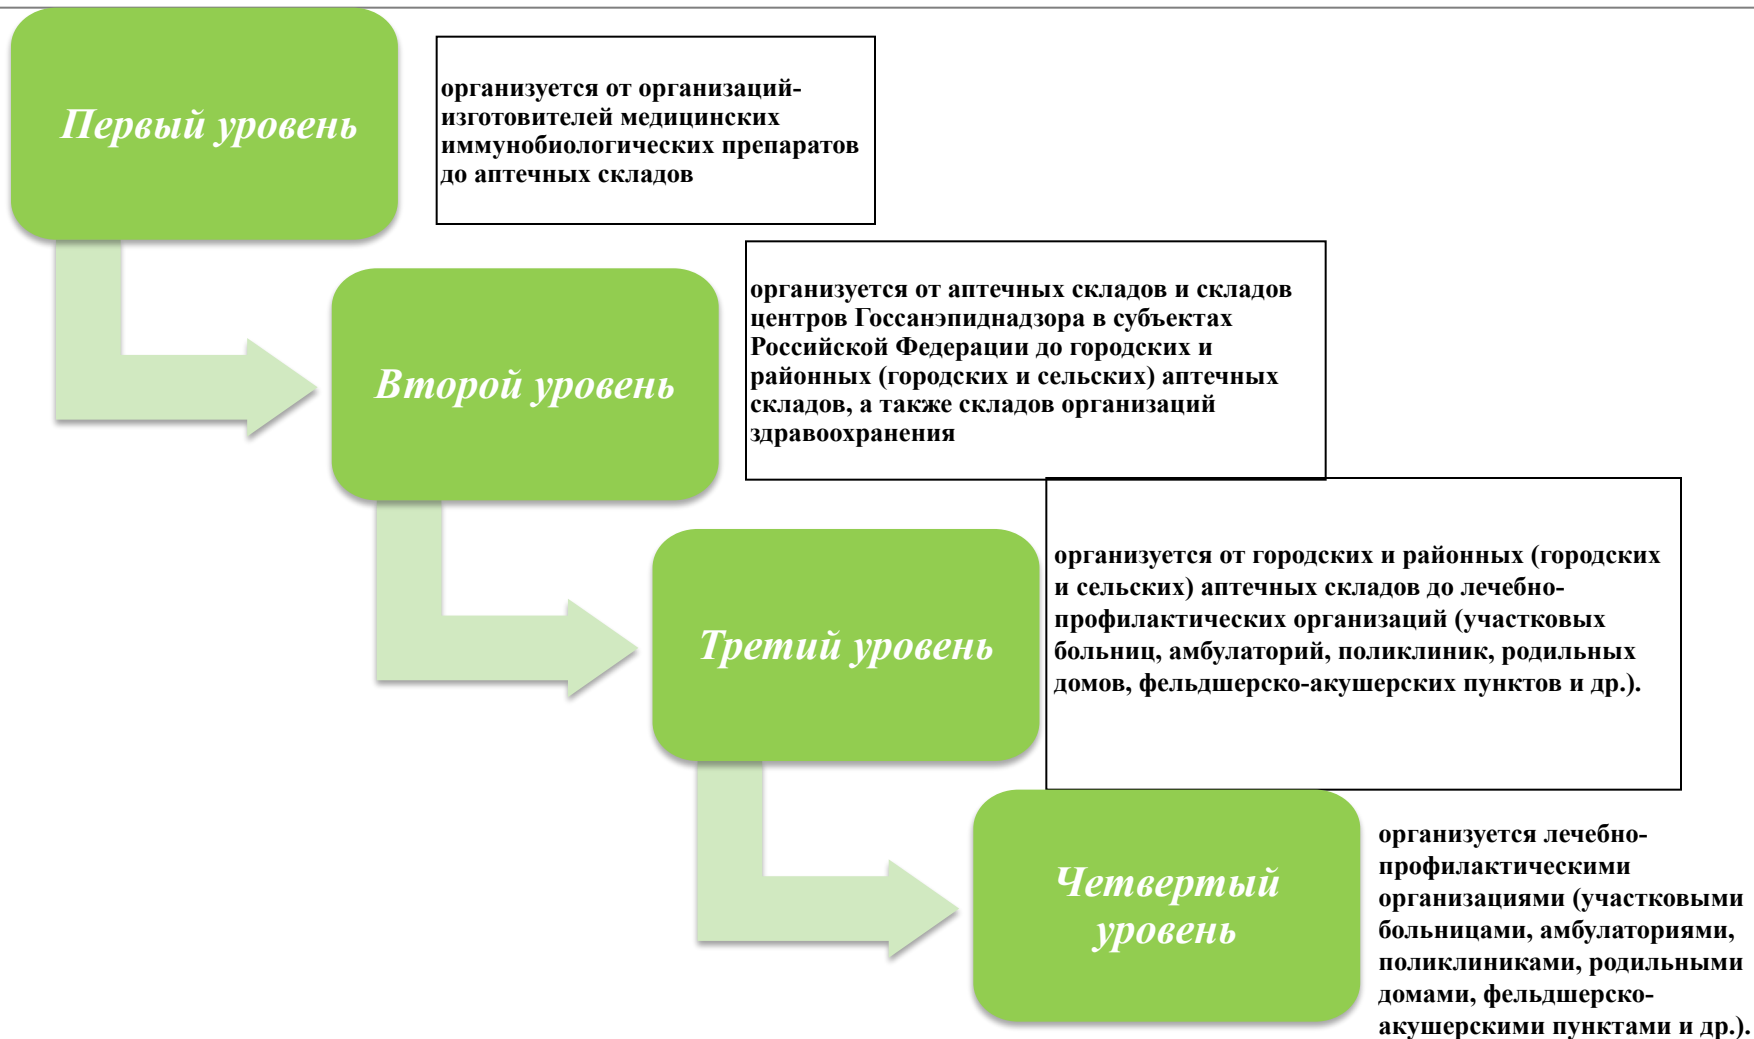 Первый уровень
организуется от организаций-
изготовителей медицинских
иммунобиологических препаратов
до аптечных складов
Второй уровень
организуется от аптечных складов и складов
центров Госсанэпиднадзора в субъектах
Российской Федерации до городских и
районных (городских и сельских) аптечных
складов, а также складов организаций
здравоохранения
Третий уровень
организуется от городских и районных (городских
и сельских) аптечных складов до лечебно-
профилактических организаций (участковых
больниц, амбулаторий, поликлиник, родильных
домов, фельдшерско-акушерских пунктов и др.).
Четвертый
уровень
организуется лечебно-
профилактическими
организациями (участковыми
больницами, амбулаториями,
поликлиниками, родильными
домами, фельдшерско-
акушерскими пунктами и др.).